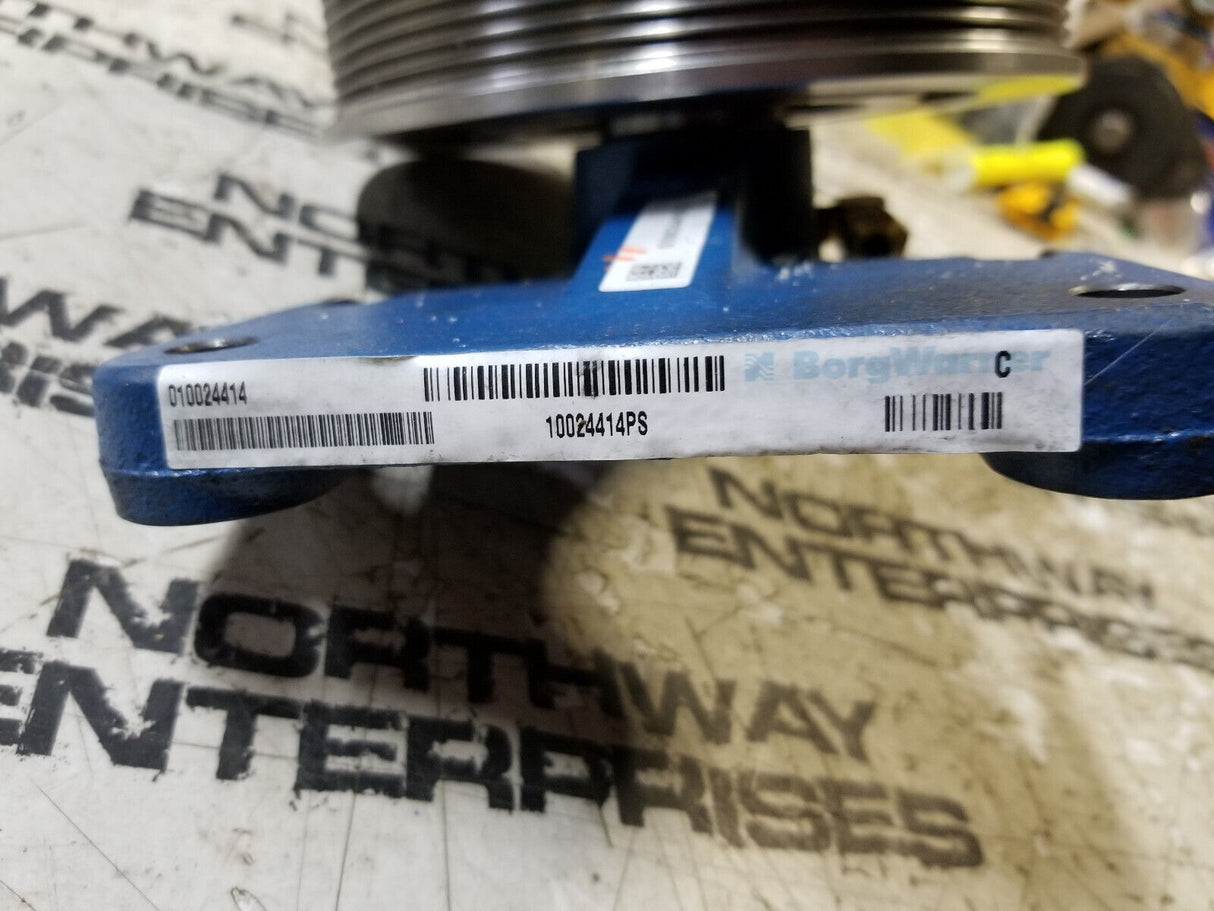 NORTHWAY
ENTERPRISES
010024414
10024414PS
BorgWarner
C
NORTHWAY
ENTERPRISES
NORTHWAY
ENTERPRISES